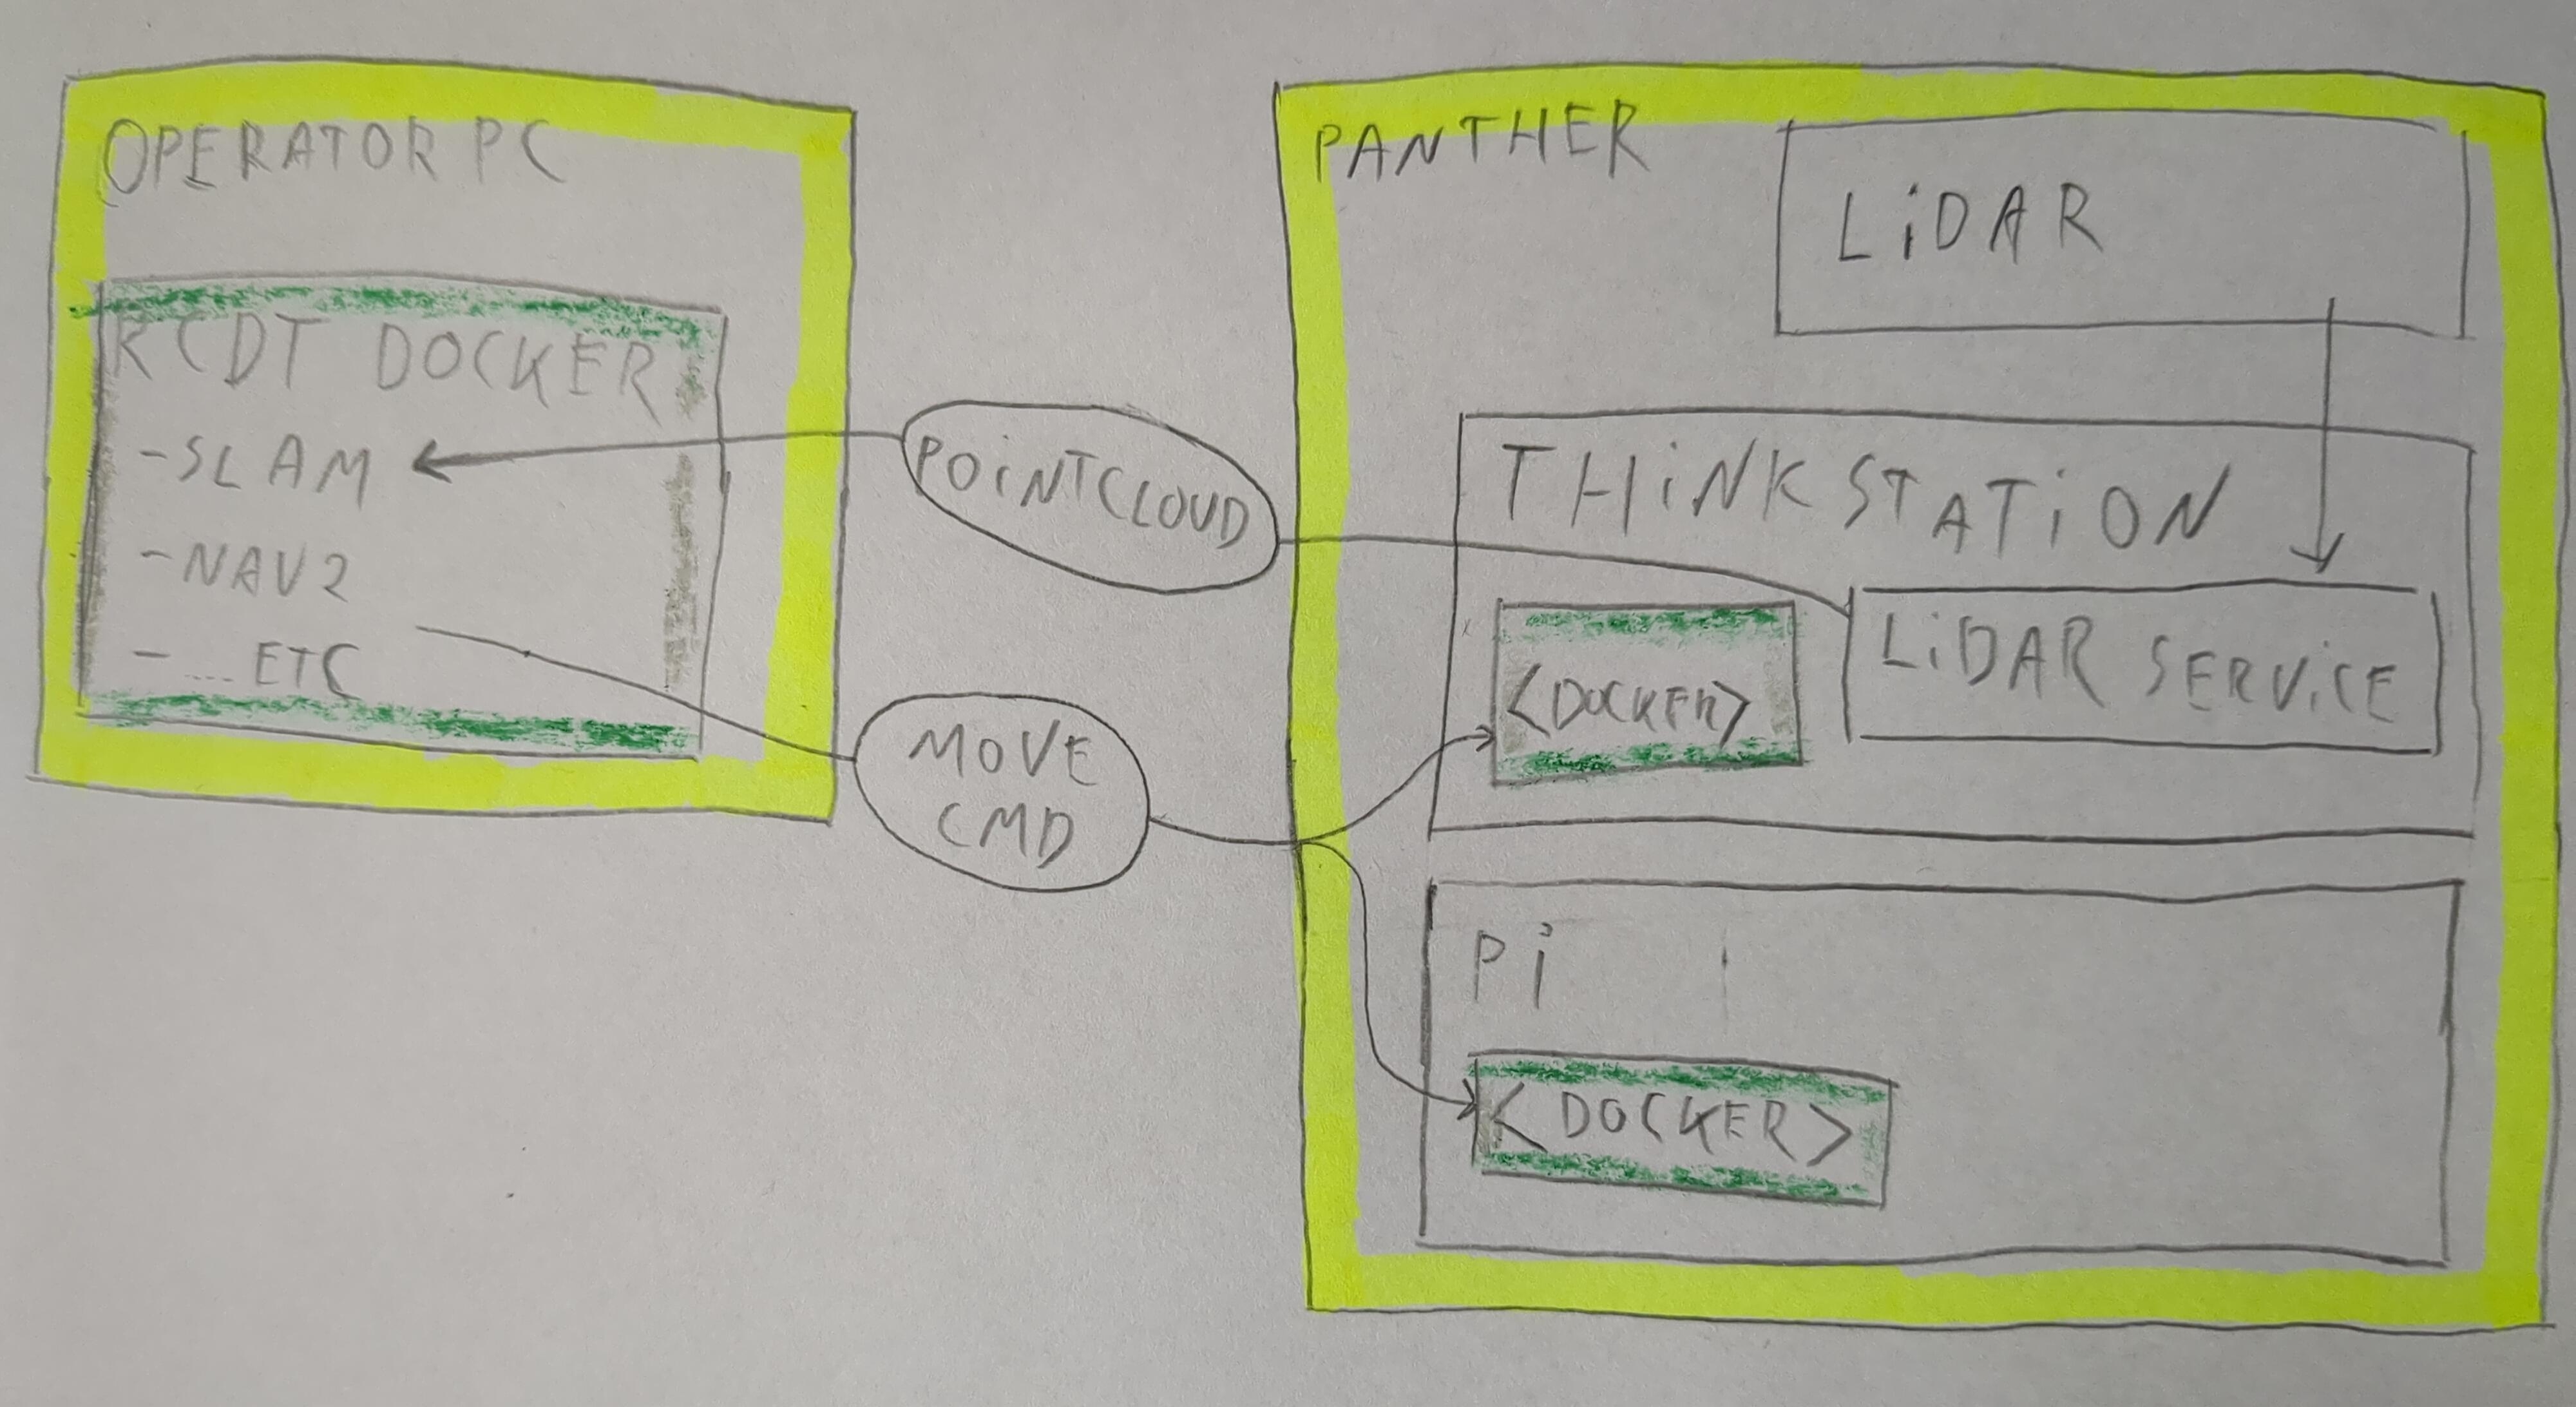 OPERATOR PC
RCDT DOCKER
-SLAM
-NAV2
-...ETC
POiNTCLOUD
MOVE
CMD
PANTHER
LiDAR
THiNKSTATiON
<DOCKER>
LiDAR SERViCE
Pi
<DOCKER>